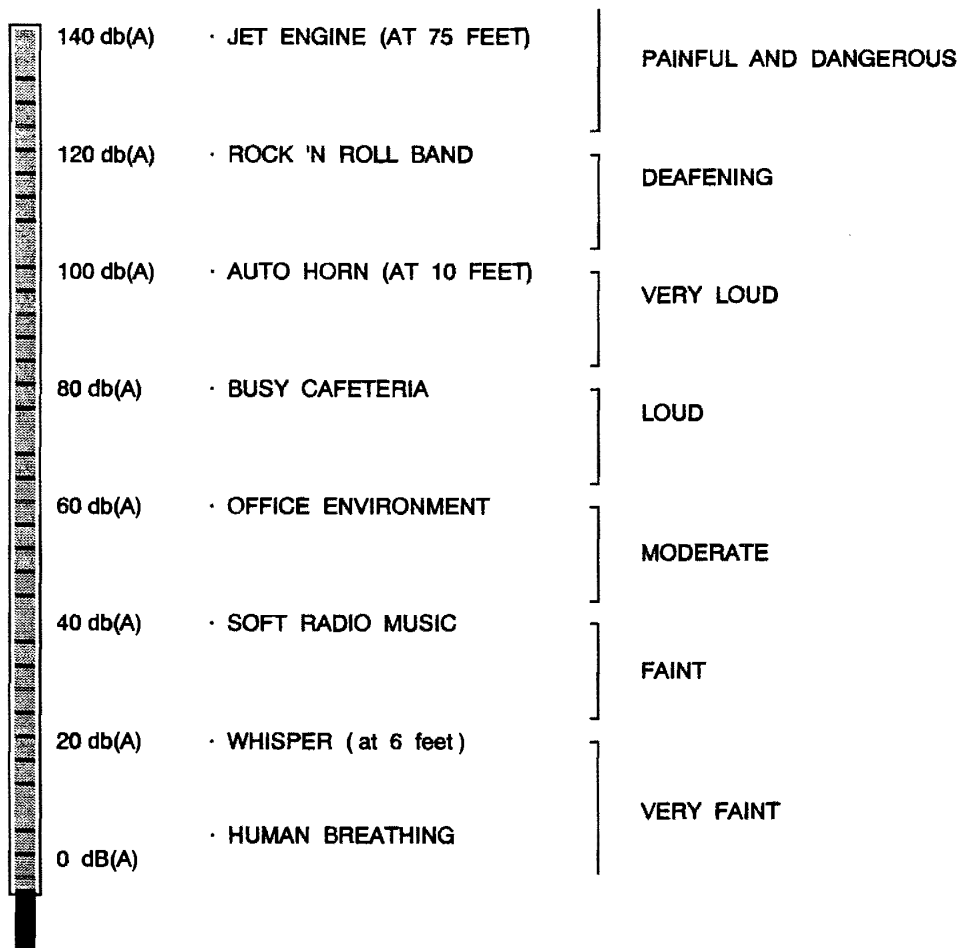 140 db(A) · JET ENGINE (AT 75 FEET)
PAINFUL AND DANGEROUS
120 db(A) · ROCK 'N ROLL BAND
DEAFENING
100 db(A) · AUTO HORN (AT 10 FEET)
VERY LOUD
80 db(A) · BUSY CAFETERIA
LOUD
60 db(A) · OFFICE ENVIRONMENT
MODERATE
40 db(A) · SOFT RADIO MUSIC
FAINT
20 db(A) · WHISPER (at 6 feet)
VERY FAINT
· HUMAN BREATHING
0 dB(A)